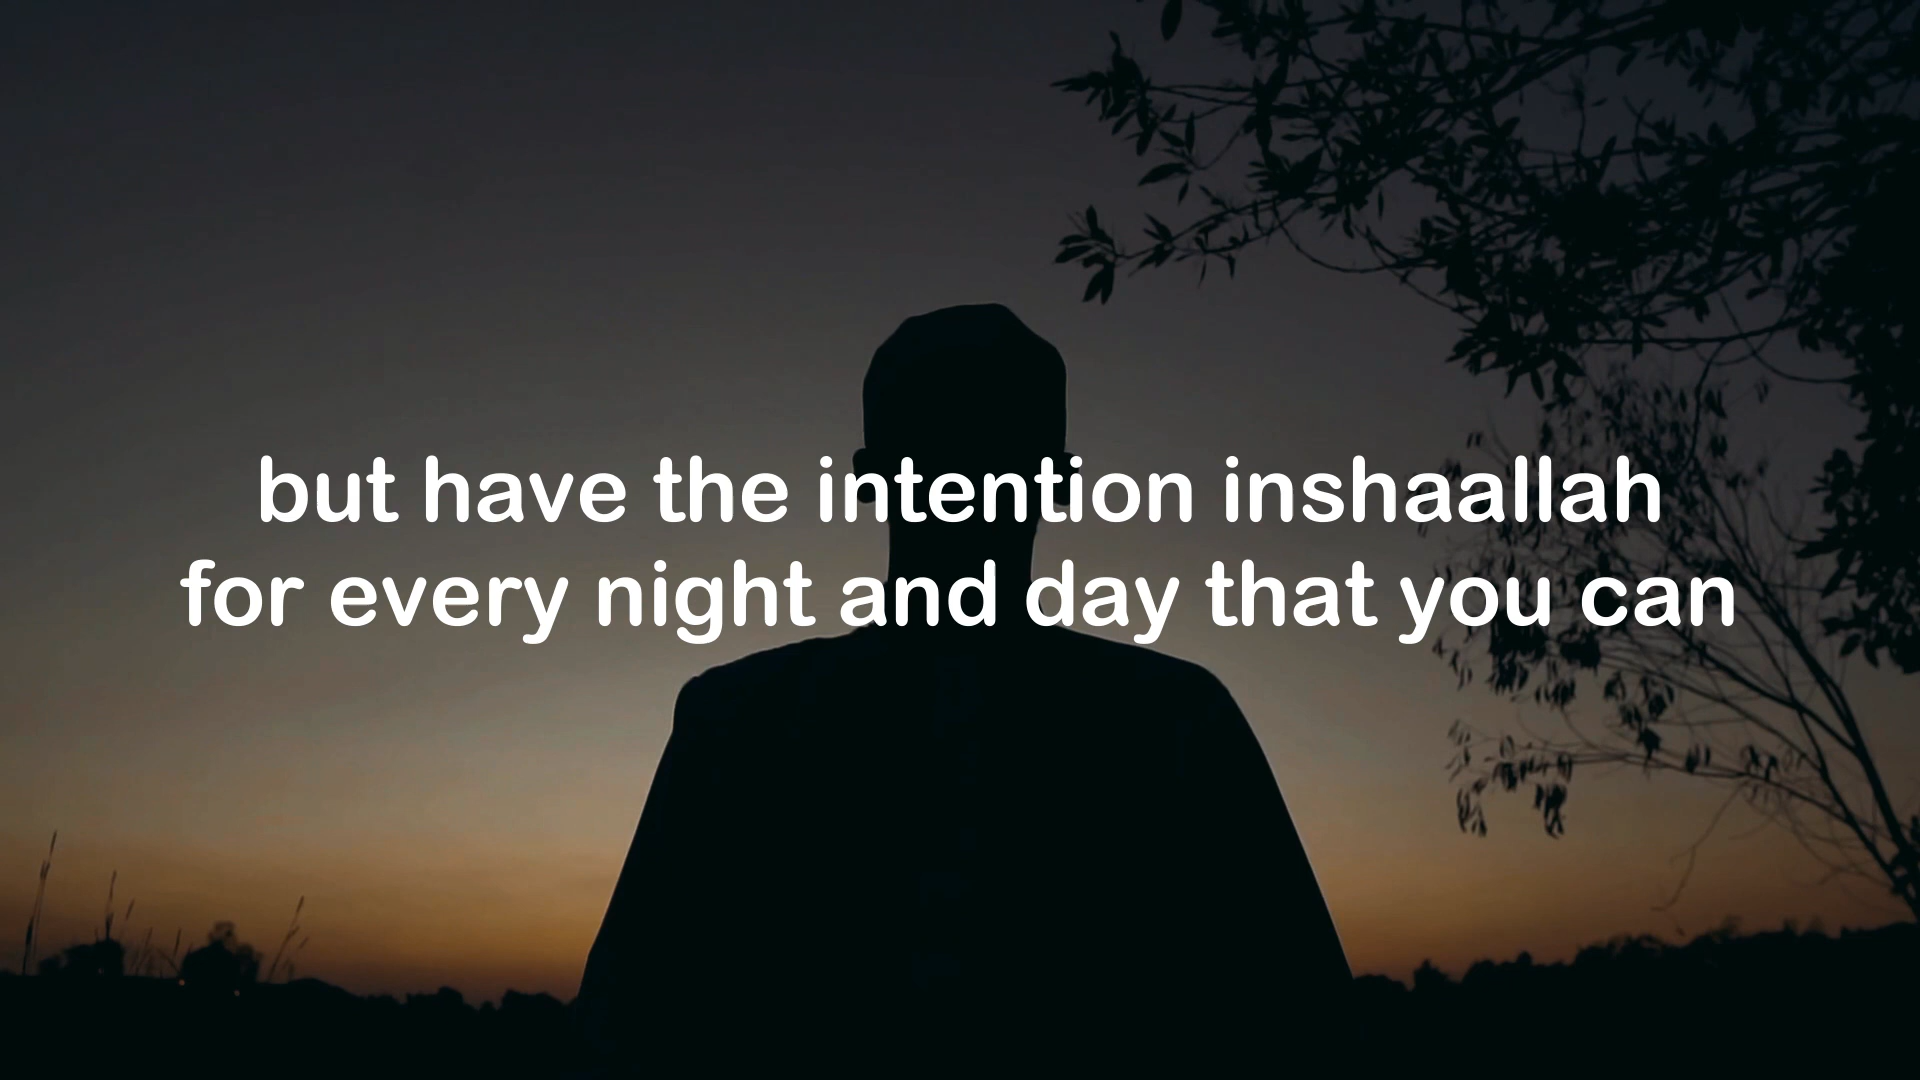 but have the intention inshaallah
for every night and day that you can